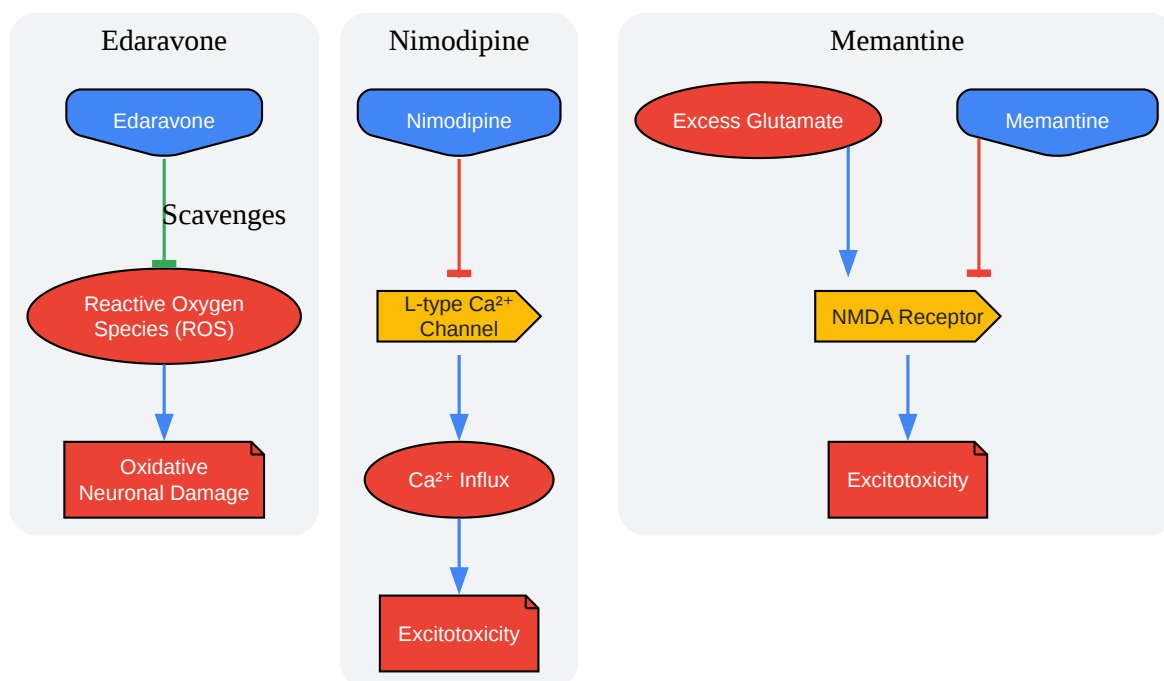 Edaravone
Edaravone
Scavenges
Reactive Oxygen
Species (ROS)
Oxidative
Neuronal Damage
Nimodipine
Nimodipine
L-type Ca²⁺
Channel
Ca²⁺ Influx
Excitotoxicity
Memantine
Excess Glutamate
Memantine
NMDA Receptor
Excitotoxicity